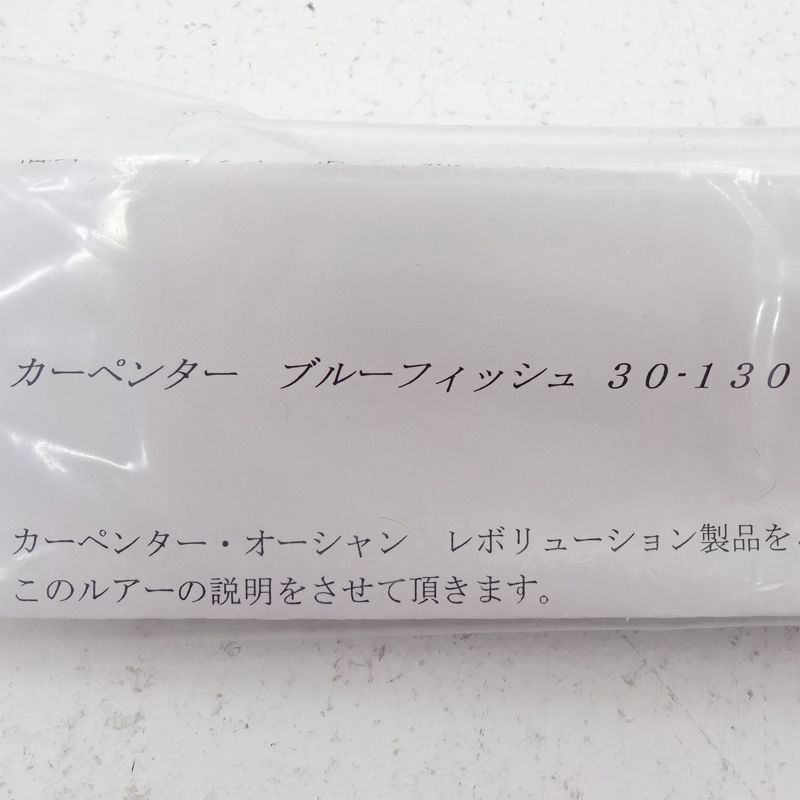 カーペンター　ブルーフィッシュ　３０-１３０
カーペンター・オーシャン　レボリューション製品を
このルアーの説明をさせて頂きます。